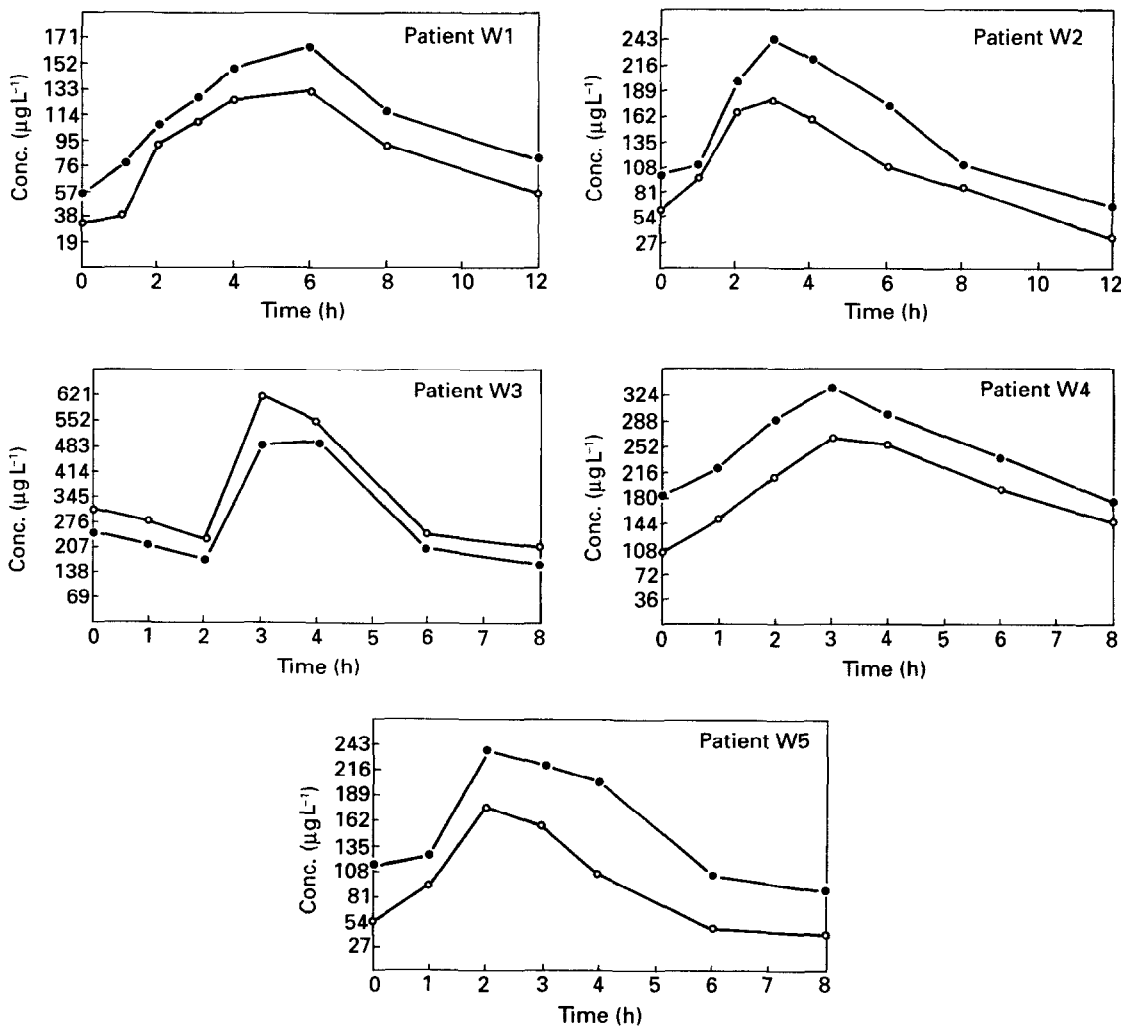 Patient W1
Conc. (µg L⁻¹)
171
152
133
114
95
76
57
38
19
0 2 4 6 8 10 12
Time (h)
Patient W2
Conc. (µg L⁻¹)
243
216
189
162
135
108
81
54
27
0 2 4 6 8 10 12
Time (h)
Patient W3
Conc. (µg L⁻¹)
621
552
483
414
345
276
207
138
69
0 1 2 3 4 5 6 7 8
Time (h)
Patient W4
Conc. (µg L⁻¹)
324
288
252
216
180
144
108
72
36
0 1 2 3 4 5 6 7 8
Time (h)
Patient W5
Conc. (µg L⁻¹)
243
216
189
162
135
108
81
54
27
0 1 2 3 4 5 6 7 8
Time (h)